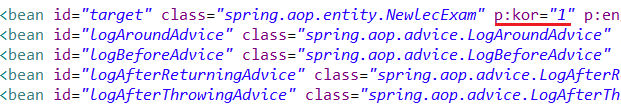 <bean id="target" class="spring.aop.entity.NewlecExam" p:kor="1" p:en
<bean id="logAroundAdvice" class="spring.aop.advice.LogAroundAdvice"
<bean id="logBeforeAdvice" class="spring.aop.advice.LogBeforeAdvice"
<bean id="logAfterReturningAdvice" class="spring.aop.advice.LogAfterR
<bean id="logAfterThrowingAdvice" class="spring.aop.advice.LogAfterTh